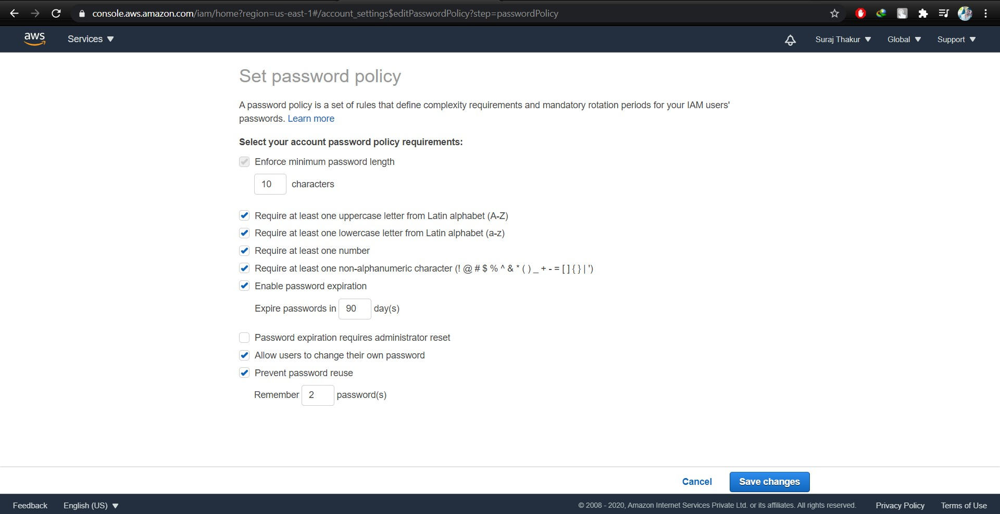 console.aws.amazon.com/iam/home?region=us-east-1#/account_settings$editPasswordPolicy?step=passwordPolicy
aws Services Suraj Thakur Global Support
Set password policy
A password policy is a set of rules that define complexity requirements and mandatory rotation periods for your IAM users'
passwords. Learn more
Select your account password policy requirements:
Enforce minimum password length
10 characters
Require at least one uppercase letter from Latin alphabet (A-Z)
Require at least one lowercase letter from Latin alphabet (a-z)
Require at least one number
Require at least one non-alphanumeric character (! @ # $ % ^ & * ( ) _ + - = [ ] { } | ')
Enable password expiration
Expire passwords in 90 day(s)
Password expiration requires administrator reset
Allow users to change their own password
Prevent password reuse
Remember 2 password(s)
Cancel Save changes
Feedback English (US) © 2008 - 2020, Amazon Internet Services Private Ltd. or its affiliates. All rights reserved. Privacy Policy Terms of Use